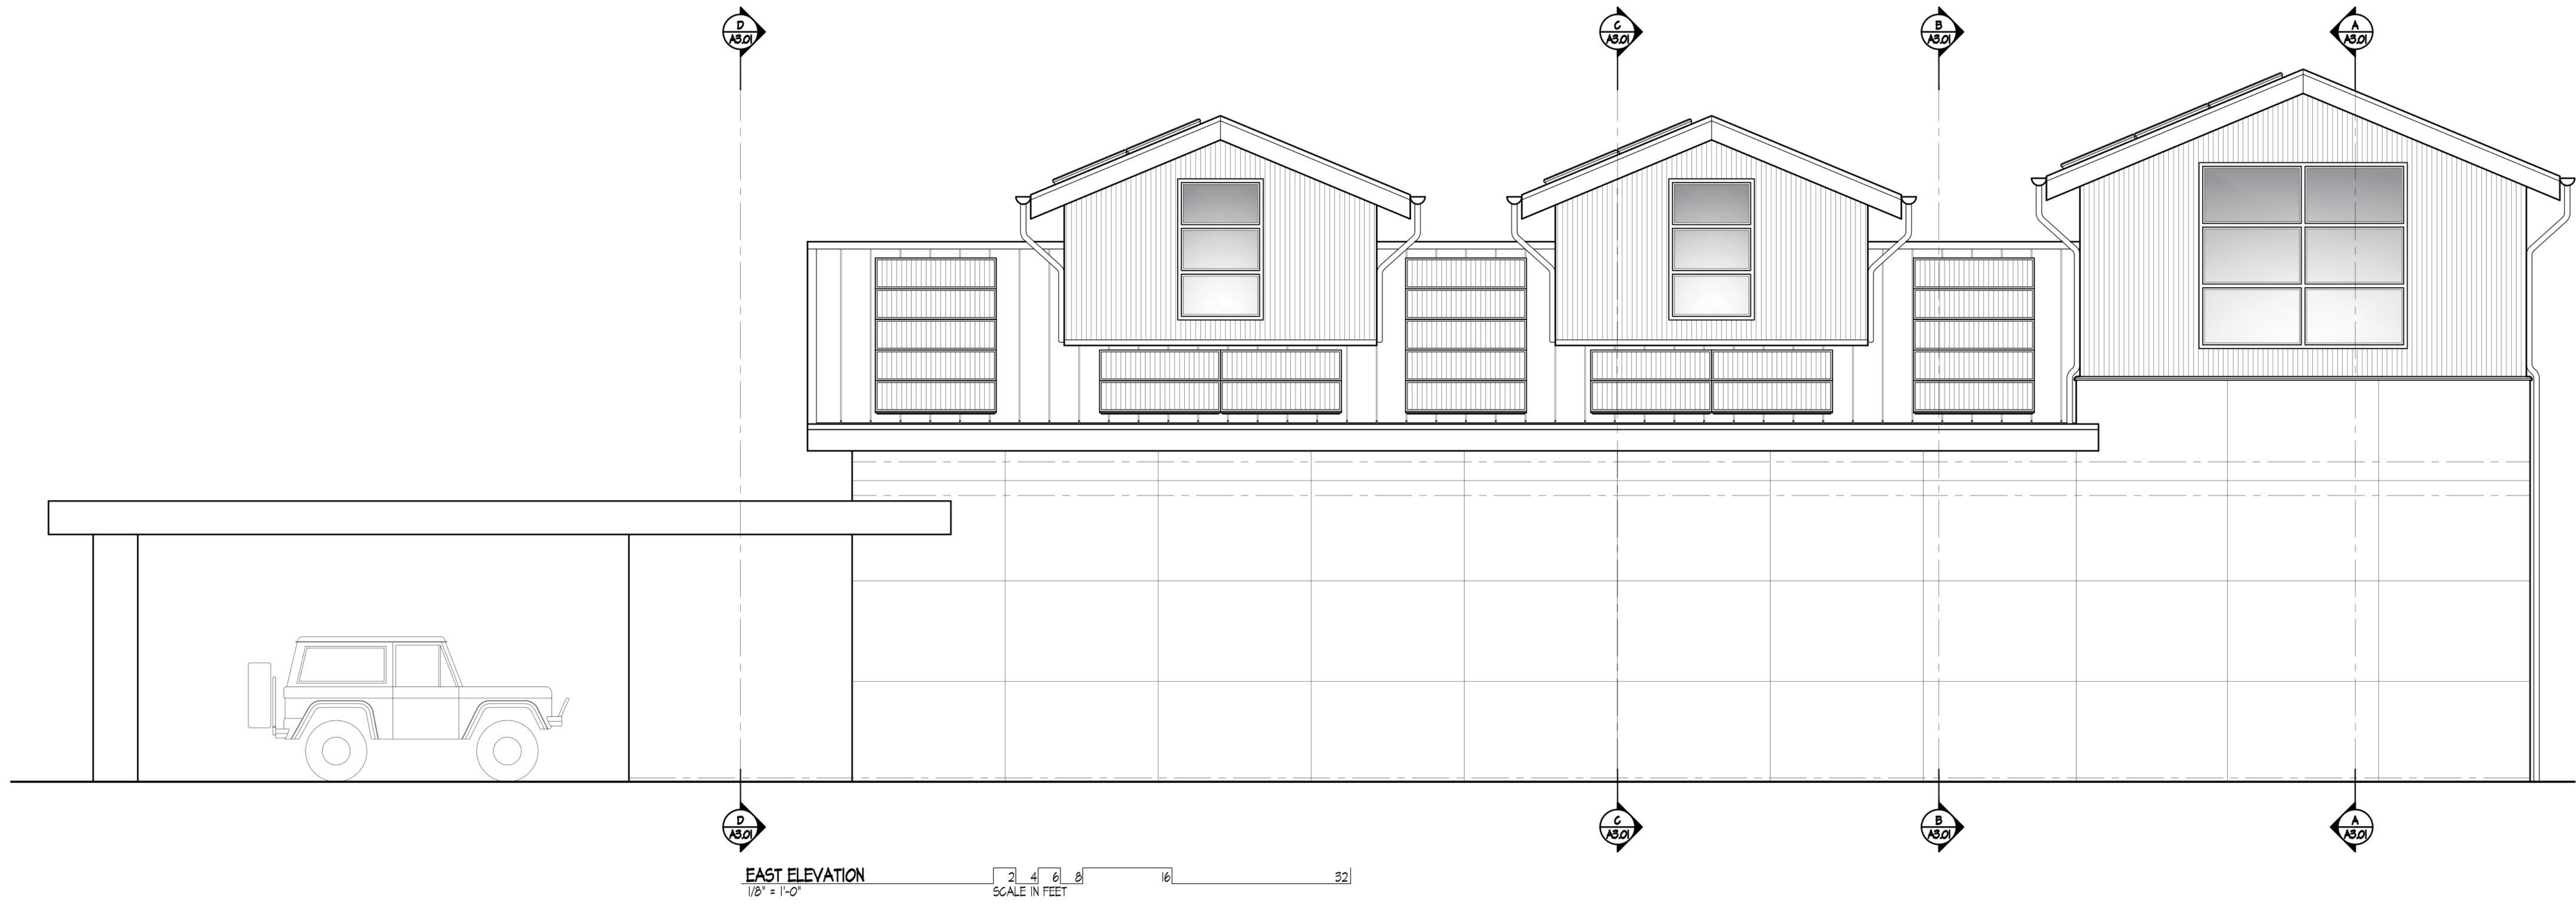 D
A3.01
C
A3.01
B
A3.01
A
A3.01
D
A3.01
C
A3.01
B
A3.01
A
A3.01
EAST ELEVATION
1/8" = 1'-0"
2 4 6 8 16 32
SCALE IN FEET